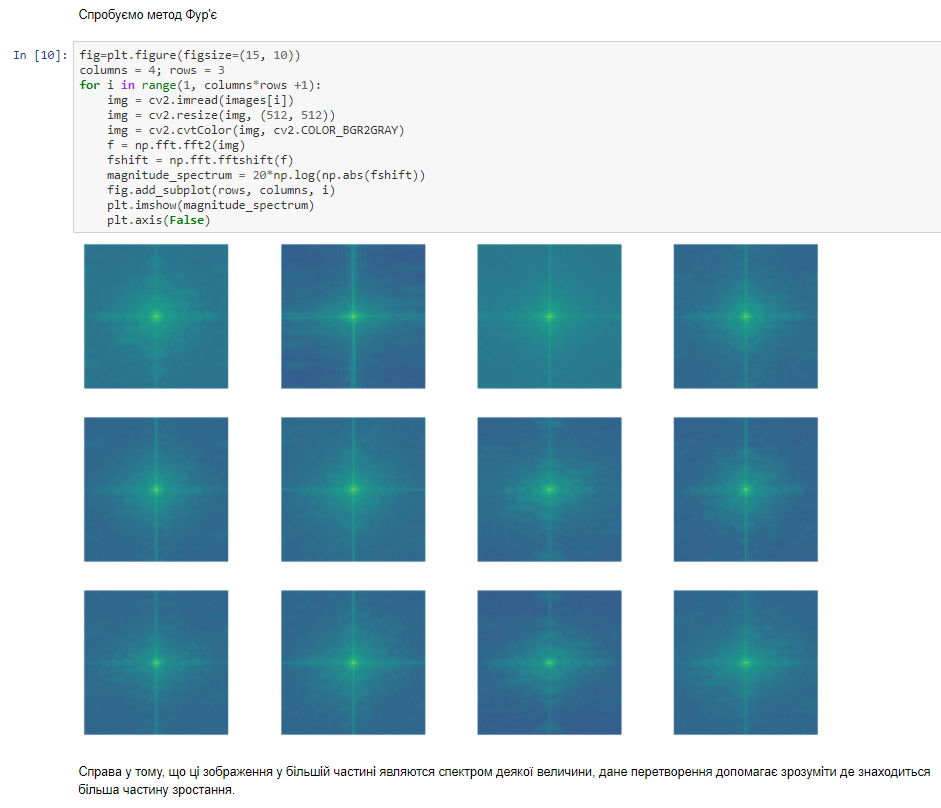 Спробуємо метод Фур'є
In [10]: fig=plt.figure(figsize=(15, 10))
columns = 4; rows = 3
for i in range(1, columns*rows +1):
    img = cv2.imread(images[i])
    img = cv2.resize(img, (512, 512))
    img = cv2.cvtColor(img, cv2.COLOR_BGR2GRAY)
    f = np.fft.fft2(img)
    fshift = np.fft.fftshift(f)
    magnitude_spectrum = 20*np.log(np.abs(fshift))
    fig.add_subplot(rows, columns, i)
    plt.imshow(magnitude_spectrum)
    plt.axis(False)
Справа у тому, що ці зображення у більшій частині являются спектром деякої величини, дане перетворення допомагає зрозуміти де знаходиться
більша частину зростання.